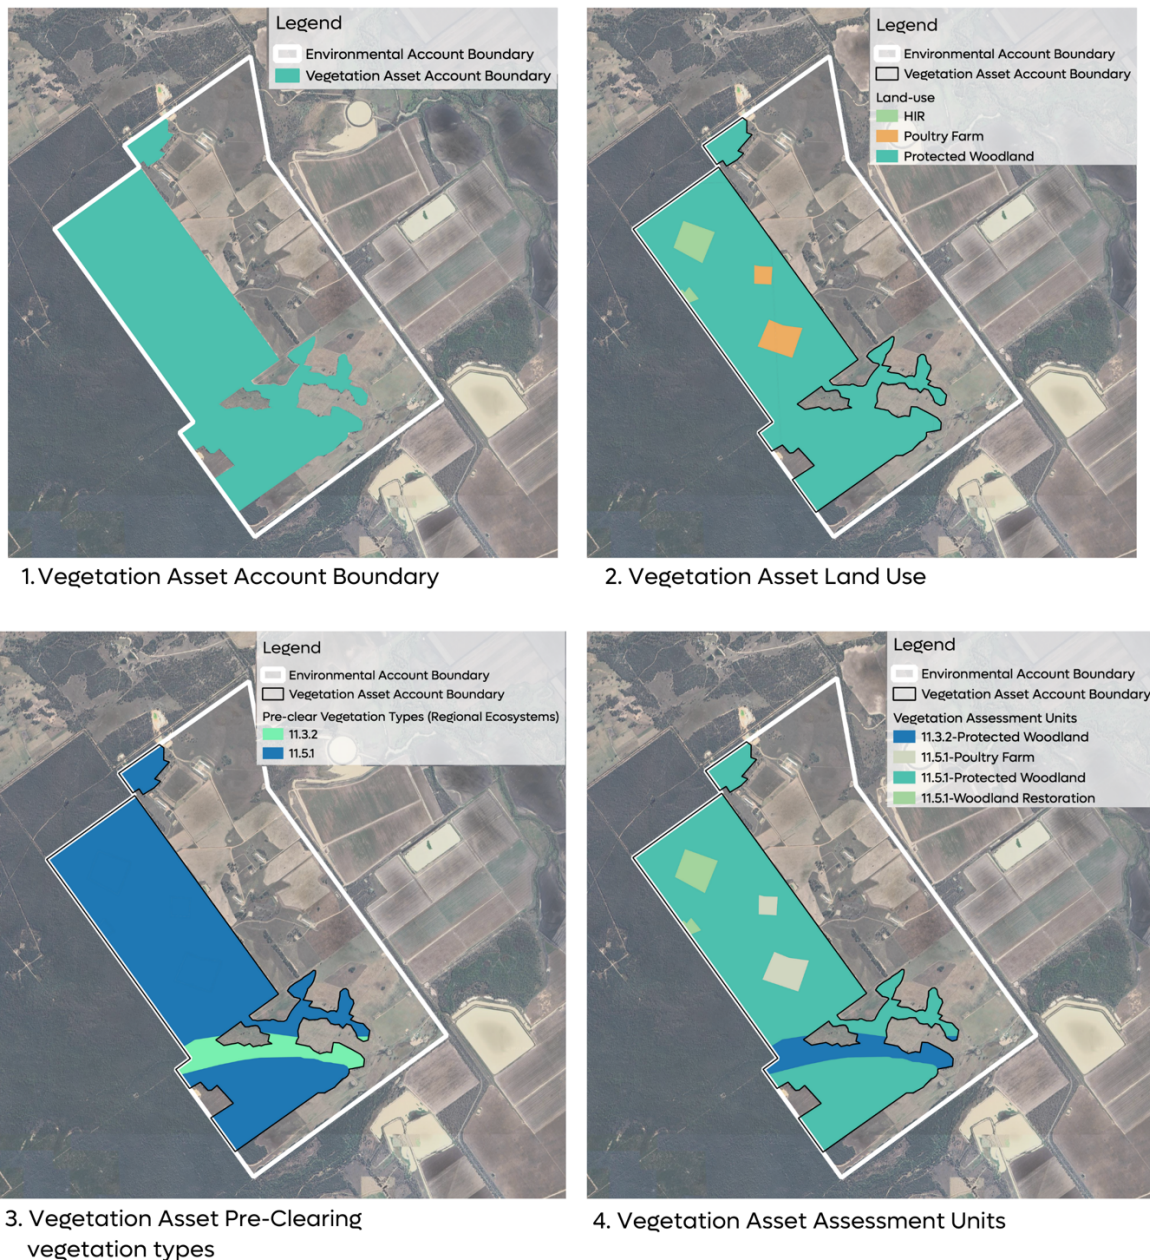 Legend
Environmental Account Boundary
Vegetation Asset Account Boundary
1. Vegetation Asset Account Boundary
Legend
Environmental Account Boundary
Vegetation Asset Account Boundary
Land-use
HIR
Poultry Farm
Protected Woodland
2. Vegetation Asset Land Use
Legend
Environmental Account Boundary
Vegetation Asset Account Boundary
Pre-clear Vegetation Types (Regional Ecosystems)
11.3.2
11.5.1
3. Vegetation Asset Pre-Clearing
vegetation types
Legend
Environmental Account Boundary
Vegetation Asset Account Boundary
Vegetation Assessment Units
11.3.2-Protected Woodland
11.5.1-Poultry Farm
11.5.1-Protected Woodland
11.5.1-Woodland Restoration
4. Vegetation Asset Assessment Units